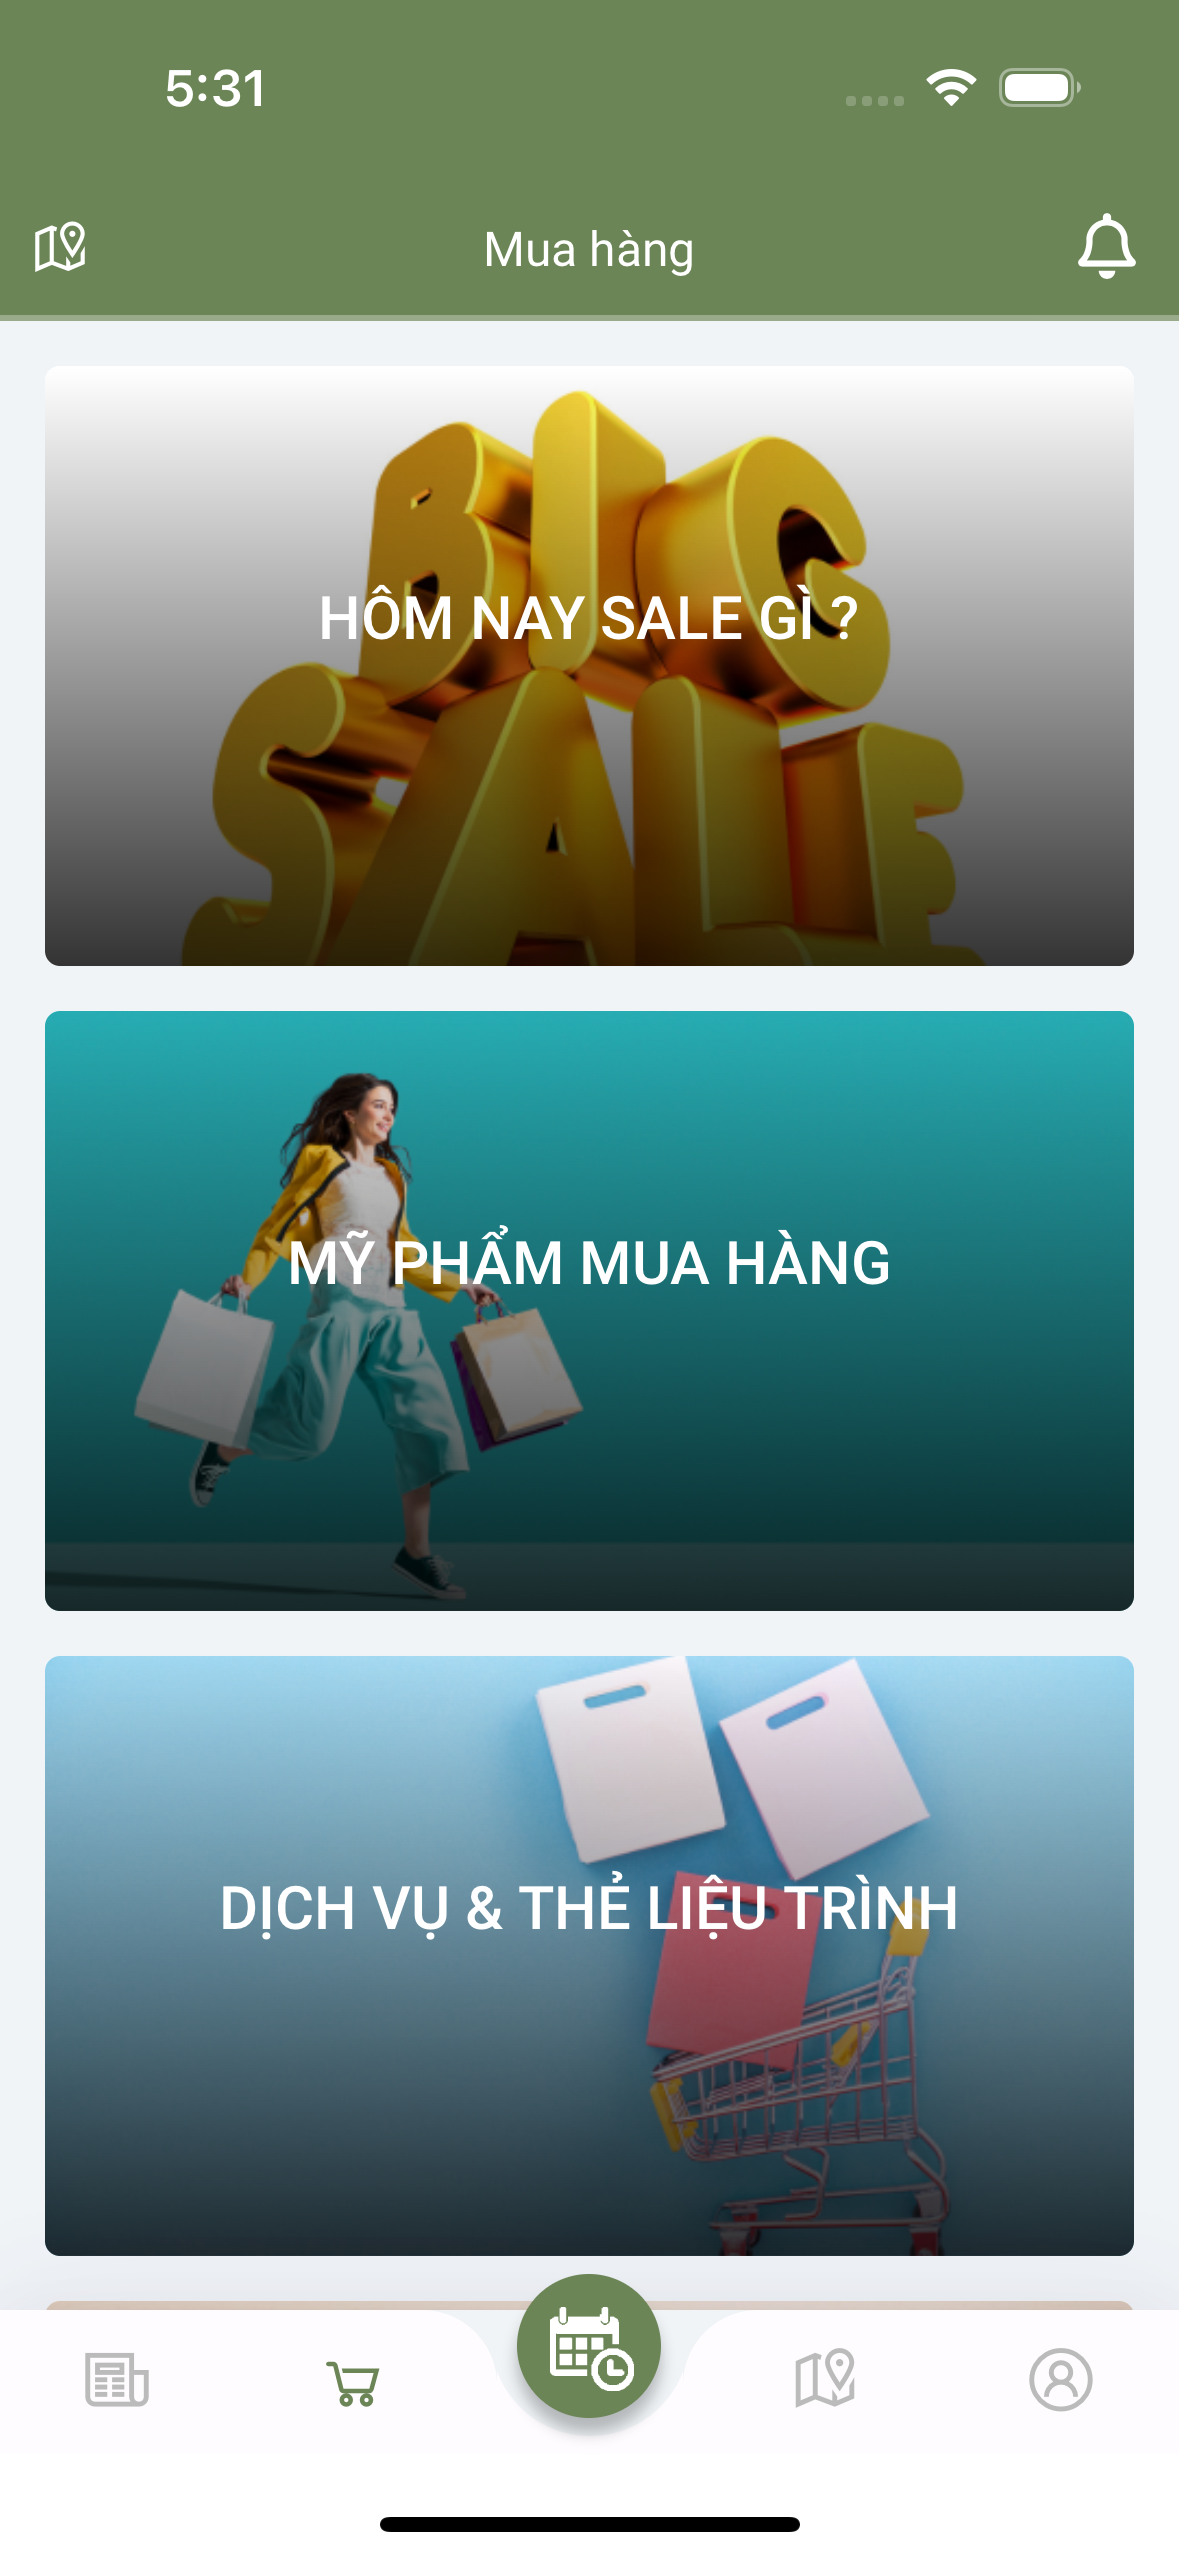 5:31
Mua hàng
BIG
SALE
HÔM NAY SALE GÌ ?
MỸ PHẨM MUA HÀNG
DỊCH VỤ & THẺ LIỆU TRÌNH